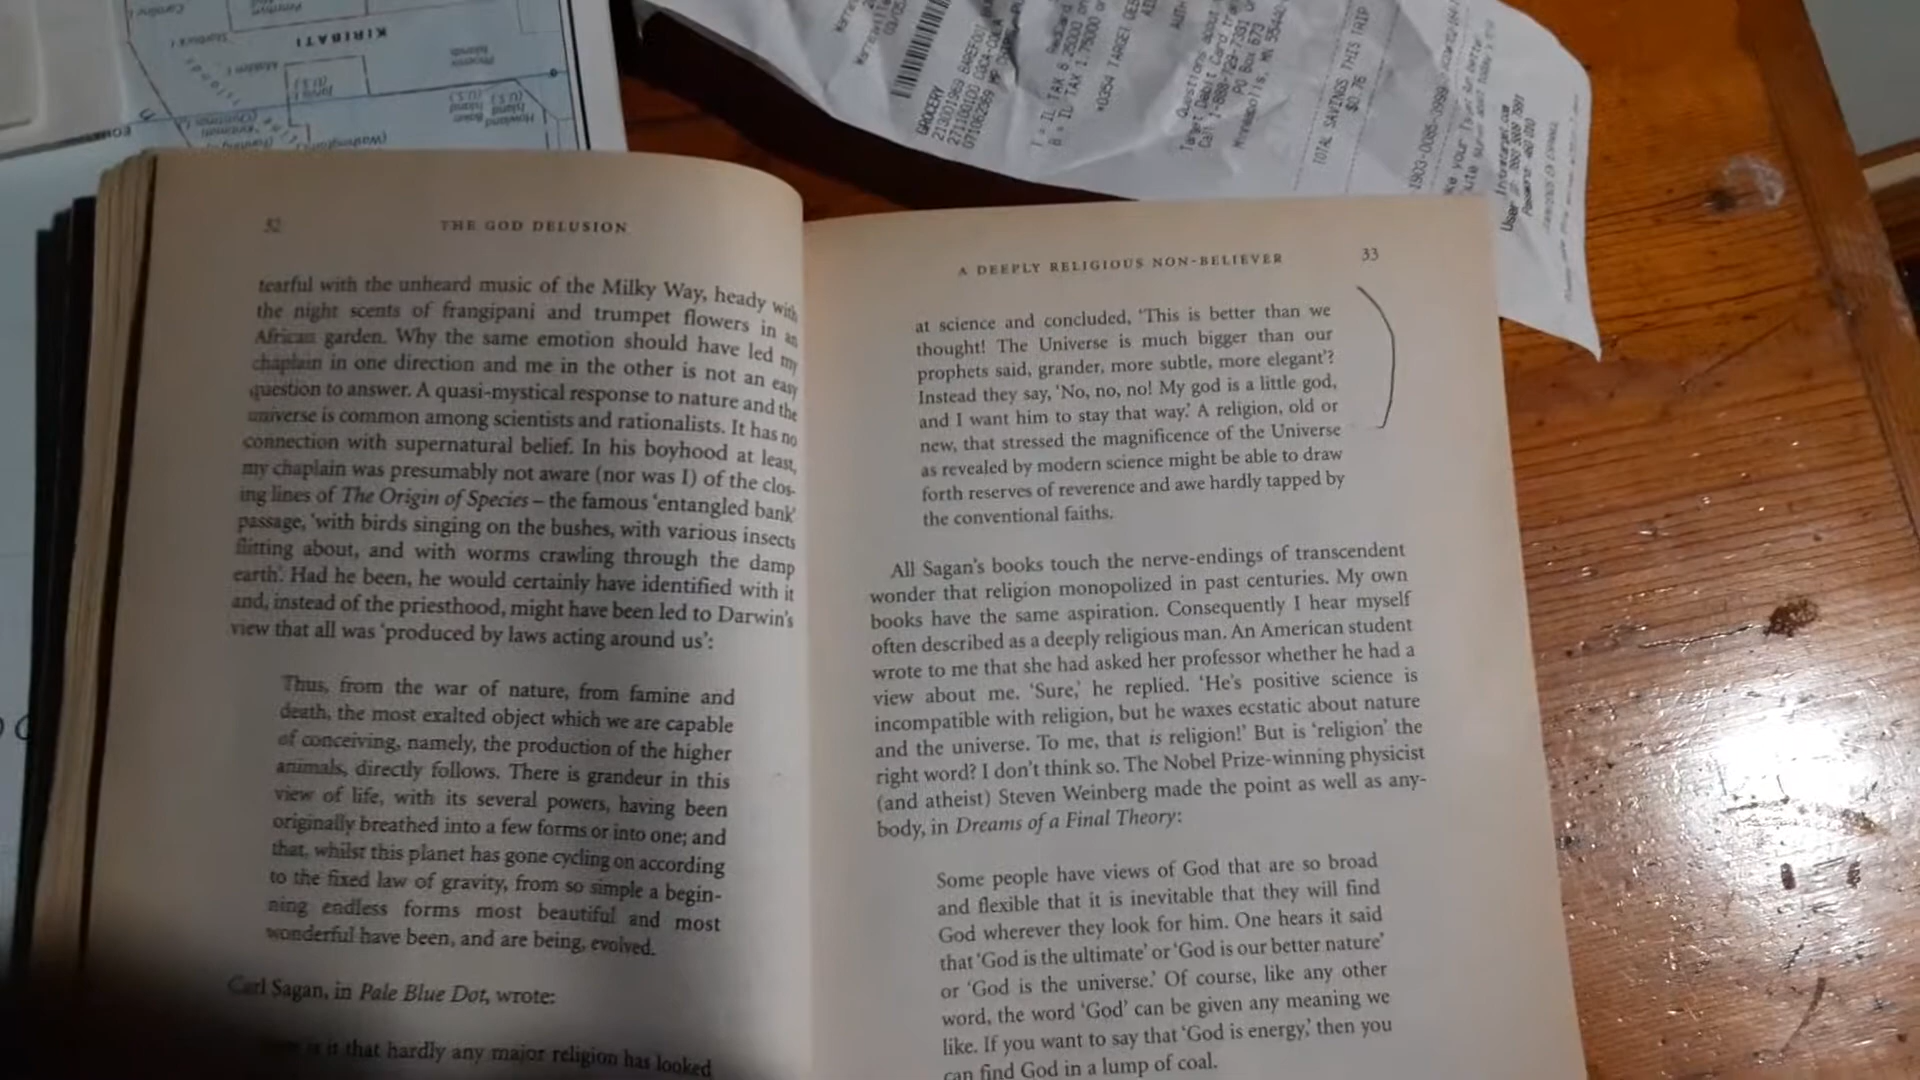 KIRIBATI
Phoenix
Islands
Malden I.
Starbuck I.
Caroline I.
Jarvis I.
(U.S.)
Howland
Island
(U.S.)
Baker
Island
(U.S.)
GROCERY
TOTAL SAVINGS THIS TRIP
$0.76
52
THE GOD DELUSION
tearful with the unheard music of the Milky Way, heady with
the night scents of frangipani and trumpet flowers in an
African garden. Why the same emotion should have led my
chaplain in one direction and me in the other is not an easy
question to answer. A quasi-mystical response to nature and the
universe is common among scientists and rationalists. It has no
connection with supernatural belief. In his boyhood at least,
my chaplain was presumably not aware (nor was I) of the clos-
ing lines of The Origin of Species – the famous ‘entangled bank’
passage, ‘with birds singing on the bushes, with various insects
flitting about, and with worms crawling through the damp
earth’. Had he been, he would certainly have identified with it
and, instead of the priesthood, might have been led to Darwin’s
view that all was ‘produced by laws acting around us’:
Thus, from the war of nature, from famine and
death, the most exalted object which we are capable
of conceiving, namely, the production of the higher
animals, directly follows. There is grandeur in this
view of life, with its several powers, having been
originally breathed into a few forms or into one; and
that, whilst this planet has gone cycling on according
to the fixed law of gravity, from so simple a begin-
ning endless forms most beautiful and most
wonderful have been, and are being, evolved.
Carl Sagan, in Pale Blue Dot, wrote:
is it that hardly any major religion has looked
A DEEPLY RELIGIOUS NON-BELIEVER
33
at science and concluded, ‘This is better than we
thought! The Universe is much bigger than our
prophets said, grander, more subtle, more elegant’?
Instead they say, ‘No, no, no! My god is a little god,
and I want him to stay that way.’ A religion, old or
new, that stressed the magnificence of the Universe
as revealed by modern science might be able to draw
forth reserves of reverence and awe hardly tapped by
the conventional faiths.
All Sagan’s books touch the nerve-endings of transcendent
wonder that religion monopolized in past centuries. My own
books have the same aspiration. Consequently I hear myself
often described as a deeply religious man. An American student
wrote to me that she had asked her professor whether he had a
view about me. ‘Sure,’ he replied. ‘He’s positive science is
incompatible with religion, but he waxes ecstatic about nature
and the universe. To me, that is religion!’ But is ‘religion’ the
right word? I don’t think so. The Nobel Prize-winning physicist
(and atheist) Steven Weinberg made the point as well as any-
body, in Dreams of a Final Theory:
Some people have views of God that are so broad
and flexible that it is inevitable that they will find
God wherever they look for him. One hears it said
that ‘God is the ultimate’ or ‘God is our better nature’
or ‘God is the universe.’ Of course, like any other
word, the word ‘God’ can be given any meaning we
like. If you want to say that ‘God is energy,’ then you
can find God in a lump of coal.